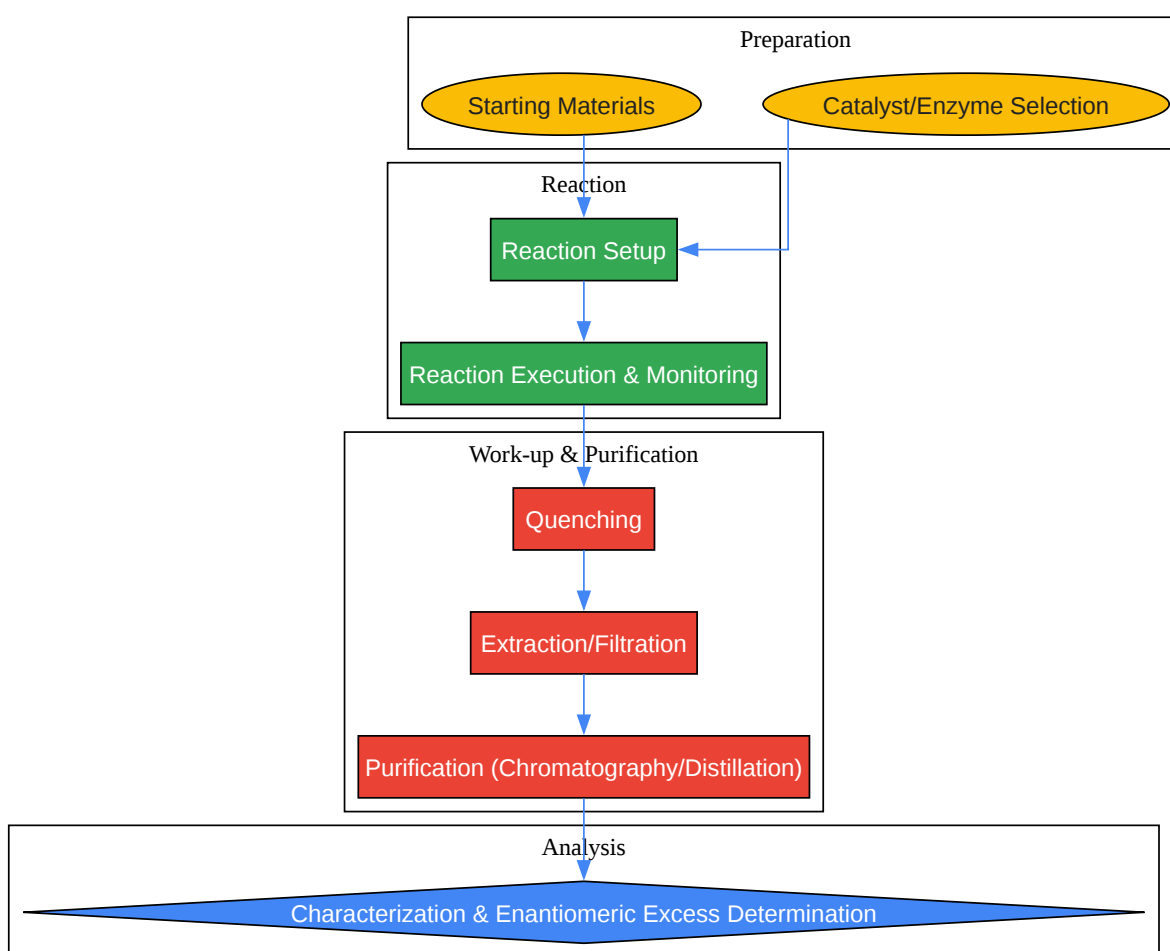 Preparation
Starting Materials
Catalyst/Enzyme Selection
Reaction
Reaction Setup
Reaction Execution & Monitoring
Work-up & Purification
Quenching
Extraction/Filtration
Purification (Chromatography/Distillation)
Analysis
Characterization & Enantiomeric Excess Determination